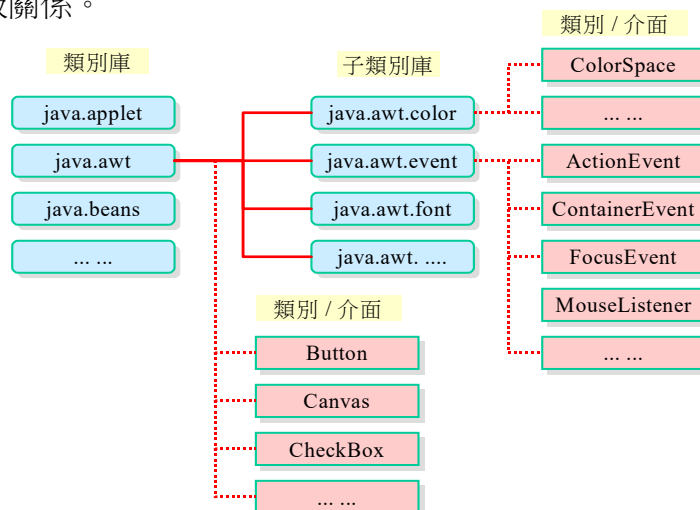 關係。
類別 / 介面
類別庫
子類別庫
ColorSpace
java.applet
java.awt.color
... ...
java.awt
java.awt.event
ActionEvent
java.beans
java.awt.font
ContainerEvent
... ...
java.awt. ....
FocusEvent
類別 / 介面
MouseListener
Button
... ...
Canvas
CheckBox
... ...